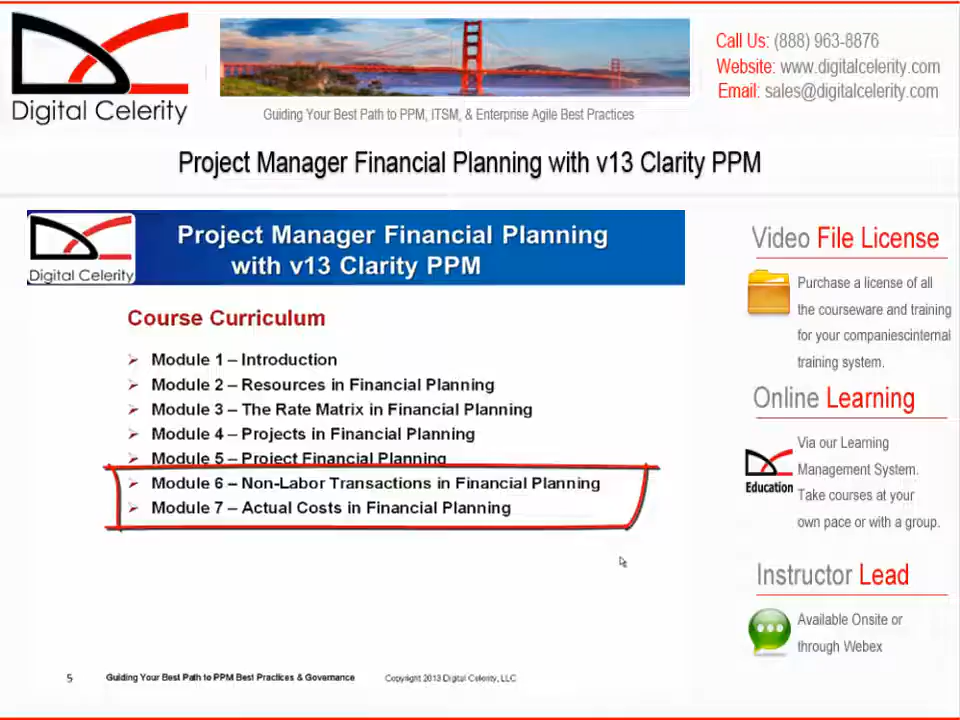 Digital Celerity
Guiding Your Best Path to PPM, ITSM, & Enterprise Agile Best Practices
Call Us: (888) 963-8876
Website: www.digitalcelerity.com
Email: sales@digitalcelerity.com
Project Manager Financial Planning with v13 Clarity PPM
Digital Celerity
Project Manager Financial Planning
with v13 Clarity PPM
Course Curriculum
Module 1 – Introduction
Module 2 – Resources in Financial Planning
Module 3 – The Rate Matrix in Financial Planning
Module 4 – Projects in Financial Planning
Module 5 – Project Financial Planning
Module 6 – Non-Labor Transactions in Financial Planning
Module 7 – Actual Costs in Financial Planning
5
Guiding Your Best Path to PPM Best Practices & Governance
Copyright 2013 Digital Celerity, LLC
Video File License
Purchase a license of all
the courseware and training
for your companiescinternal
training system.
Online Learning
Education
Via our Learning
Management System.
Take courses at your
own pace or with a group.
Instructor Lead
Available Onsite or
through Webex